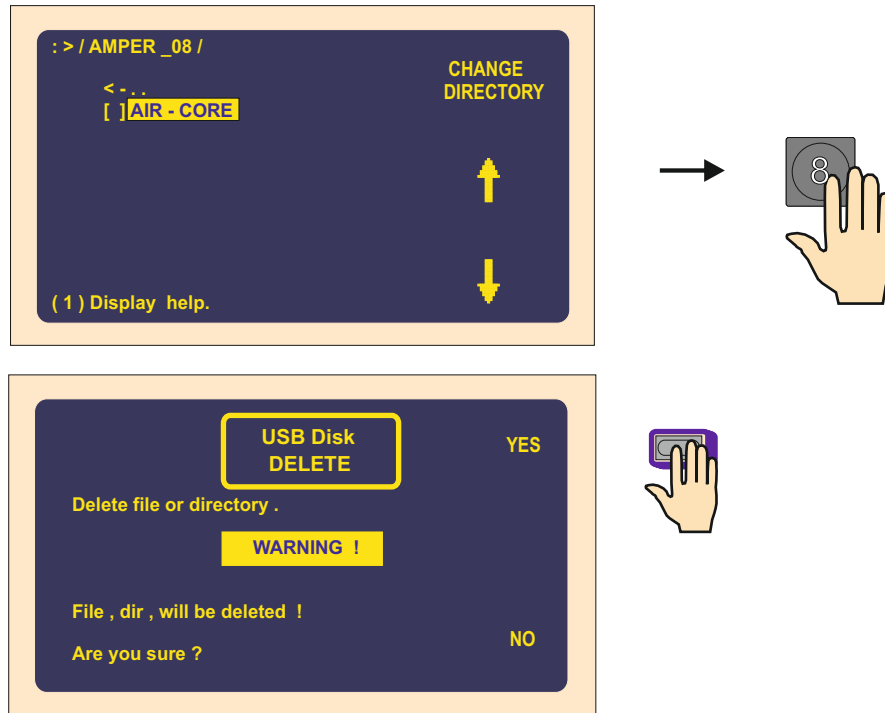 : > / AMPER _08 /
CHANGE
DIRECTORY
< - . .
[ ] AIR - CORE
8
( 1 ) Display help.
USB Disk
DELETE
YES
Delete file or directory .
WARNING !
File , dir , will be deleted !
Are you sure ?
NO